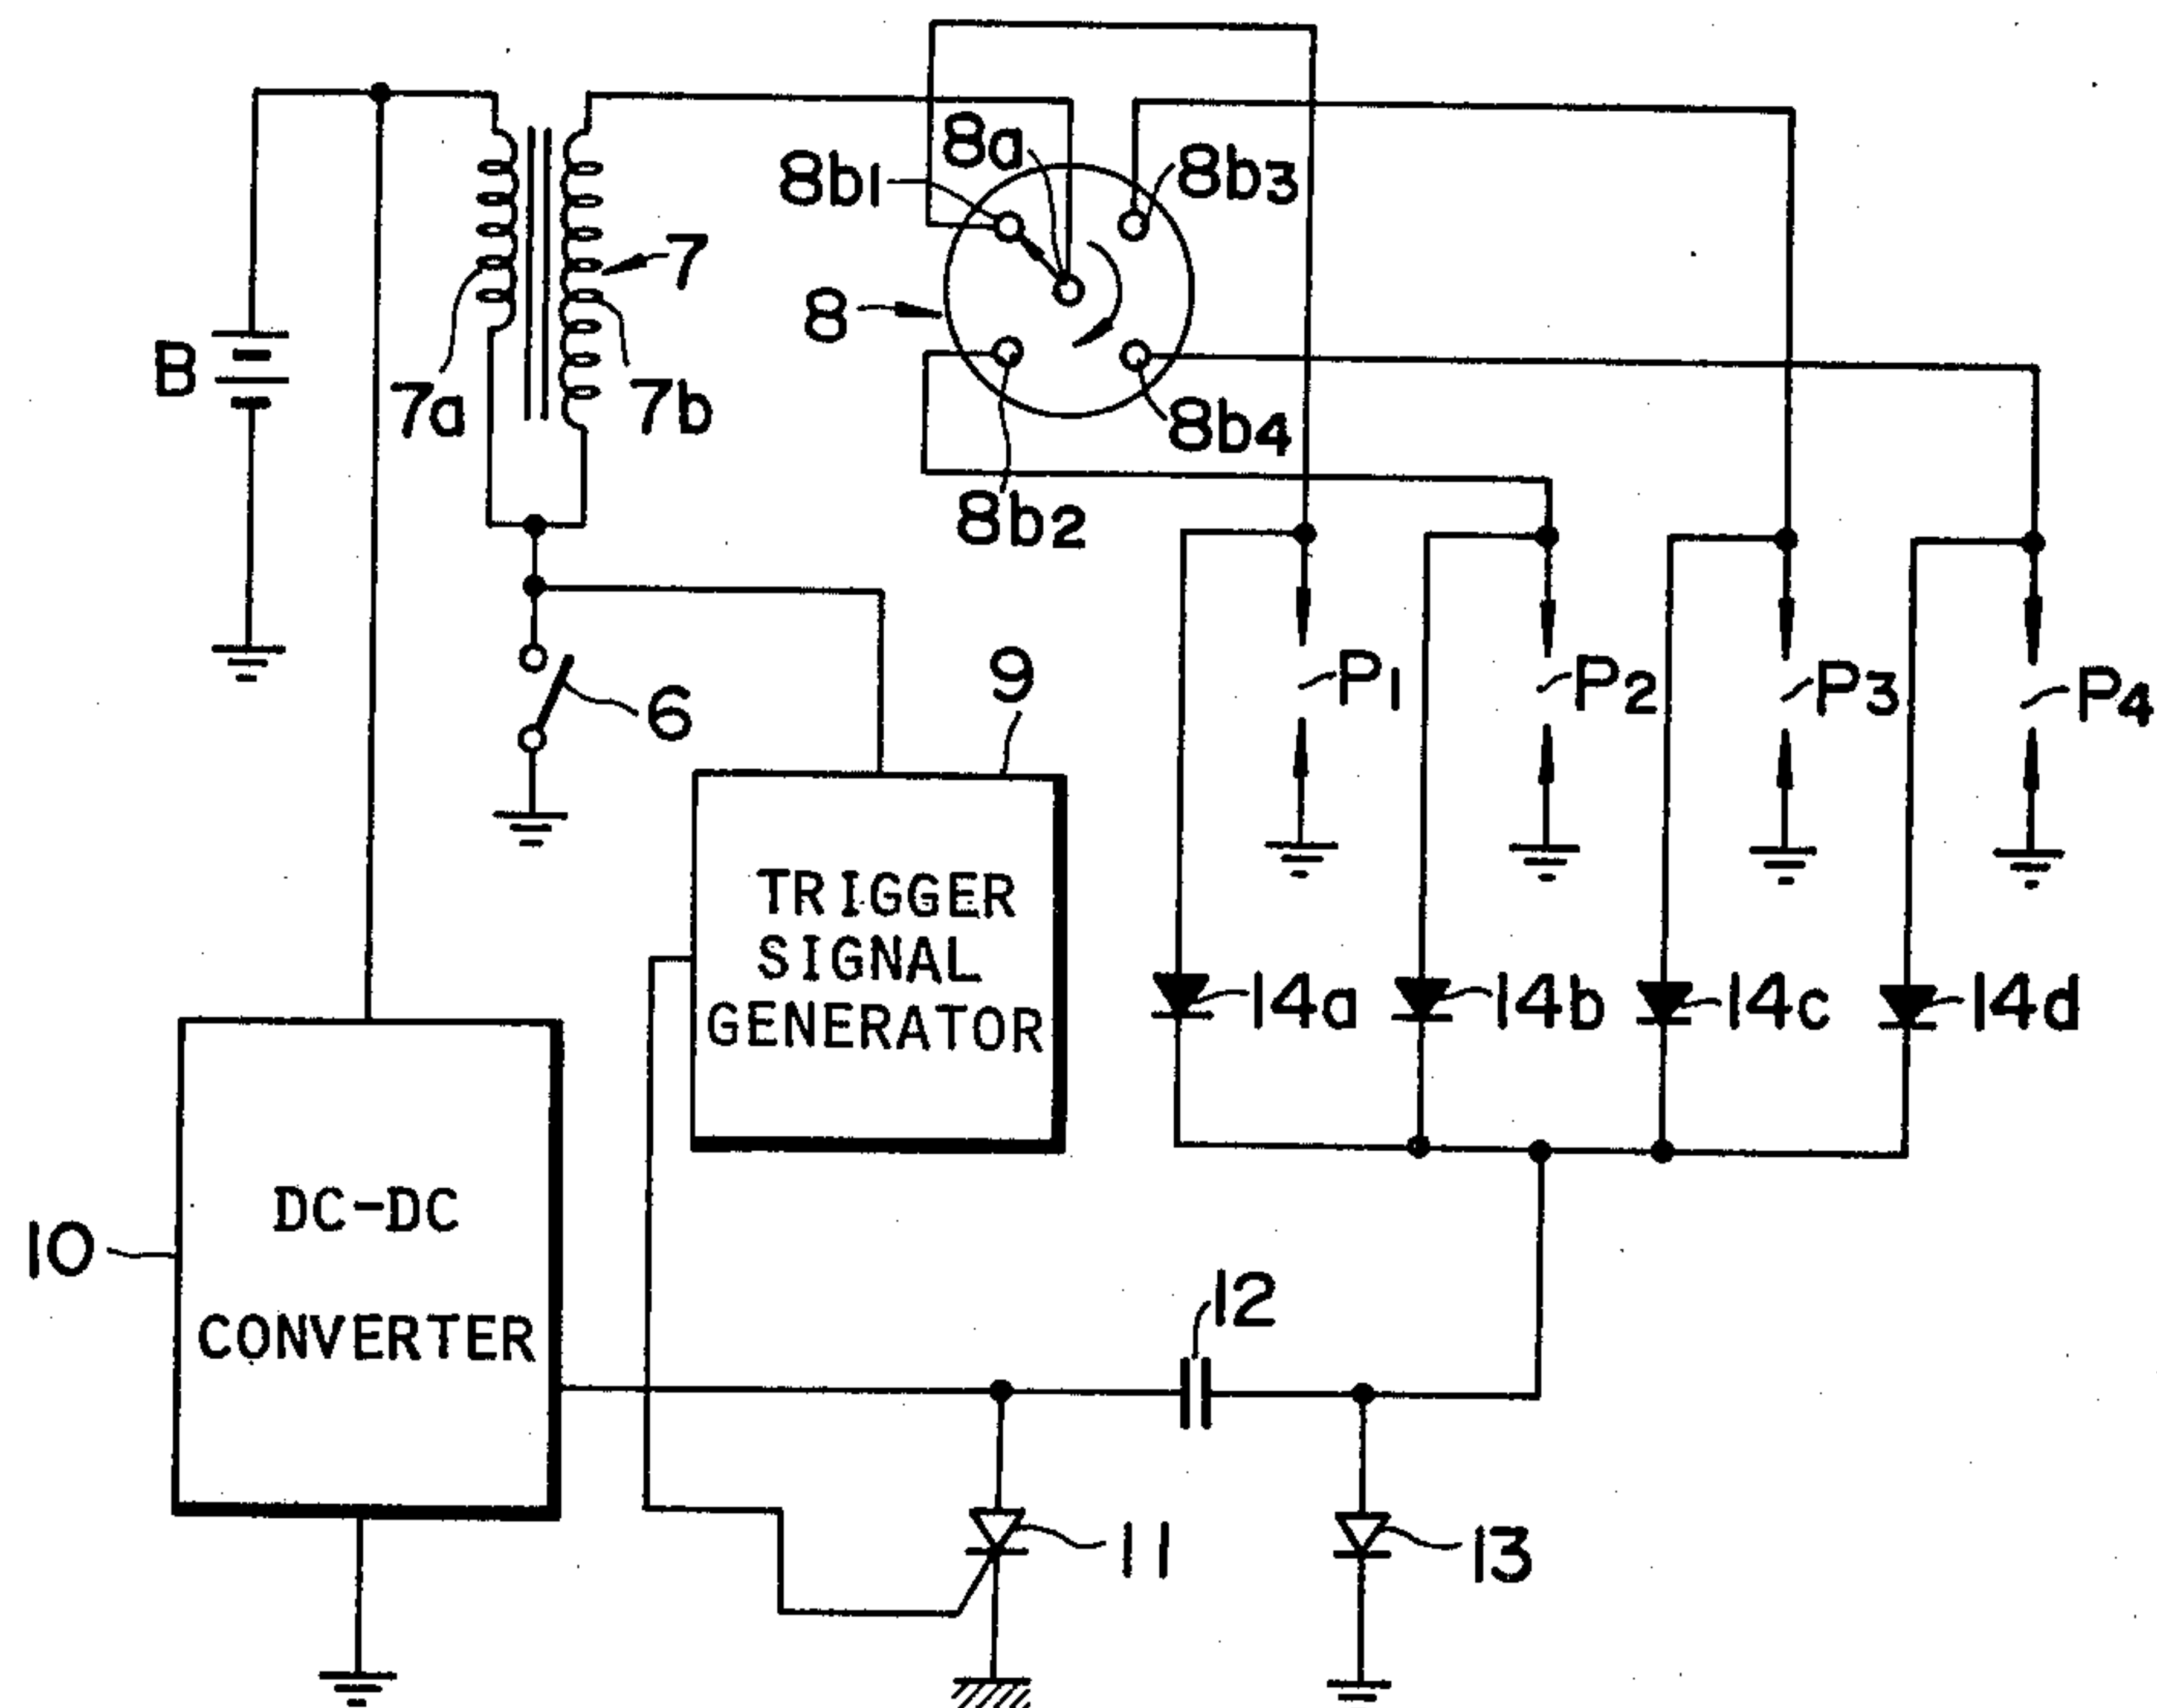 8a
8b1
8b3
7
8
B
7a
7b
8b4
8b2
6
9
P1
P2
P3
P4
TRIGGER
SIGNAL
GENERATOR
14a
14b
14c
14d
DC-DC
CONVERTER
10
12
11
13